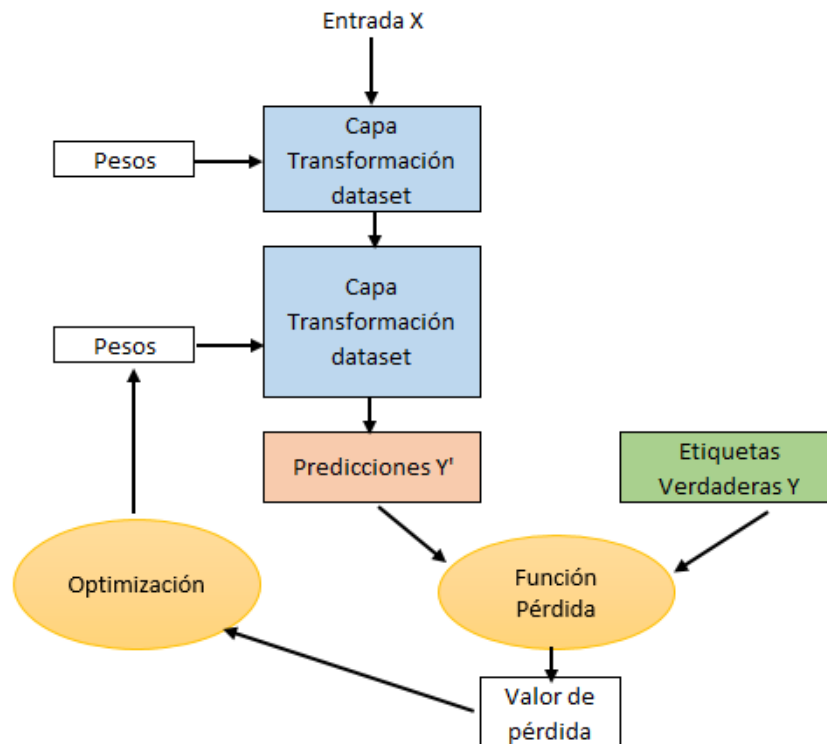 Entrada X
Capa
Transformación
dataset
Pesos
Capa
Transformación
dataset
Pesos
Predicciones Y'
Etiquetas
Verdaderas Y
Optimización
Función
Pérdida
Valor de
pérdida